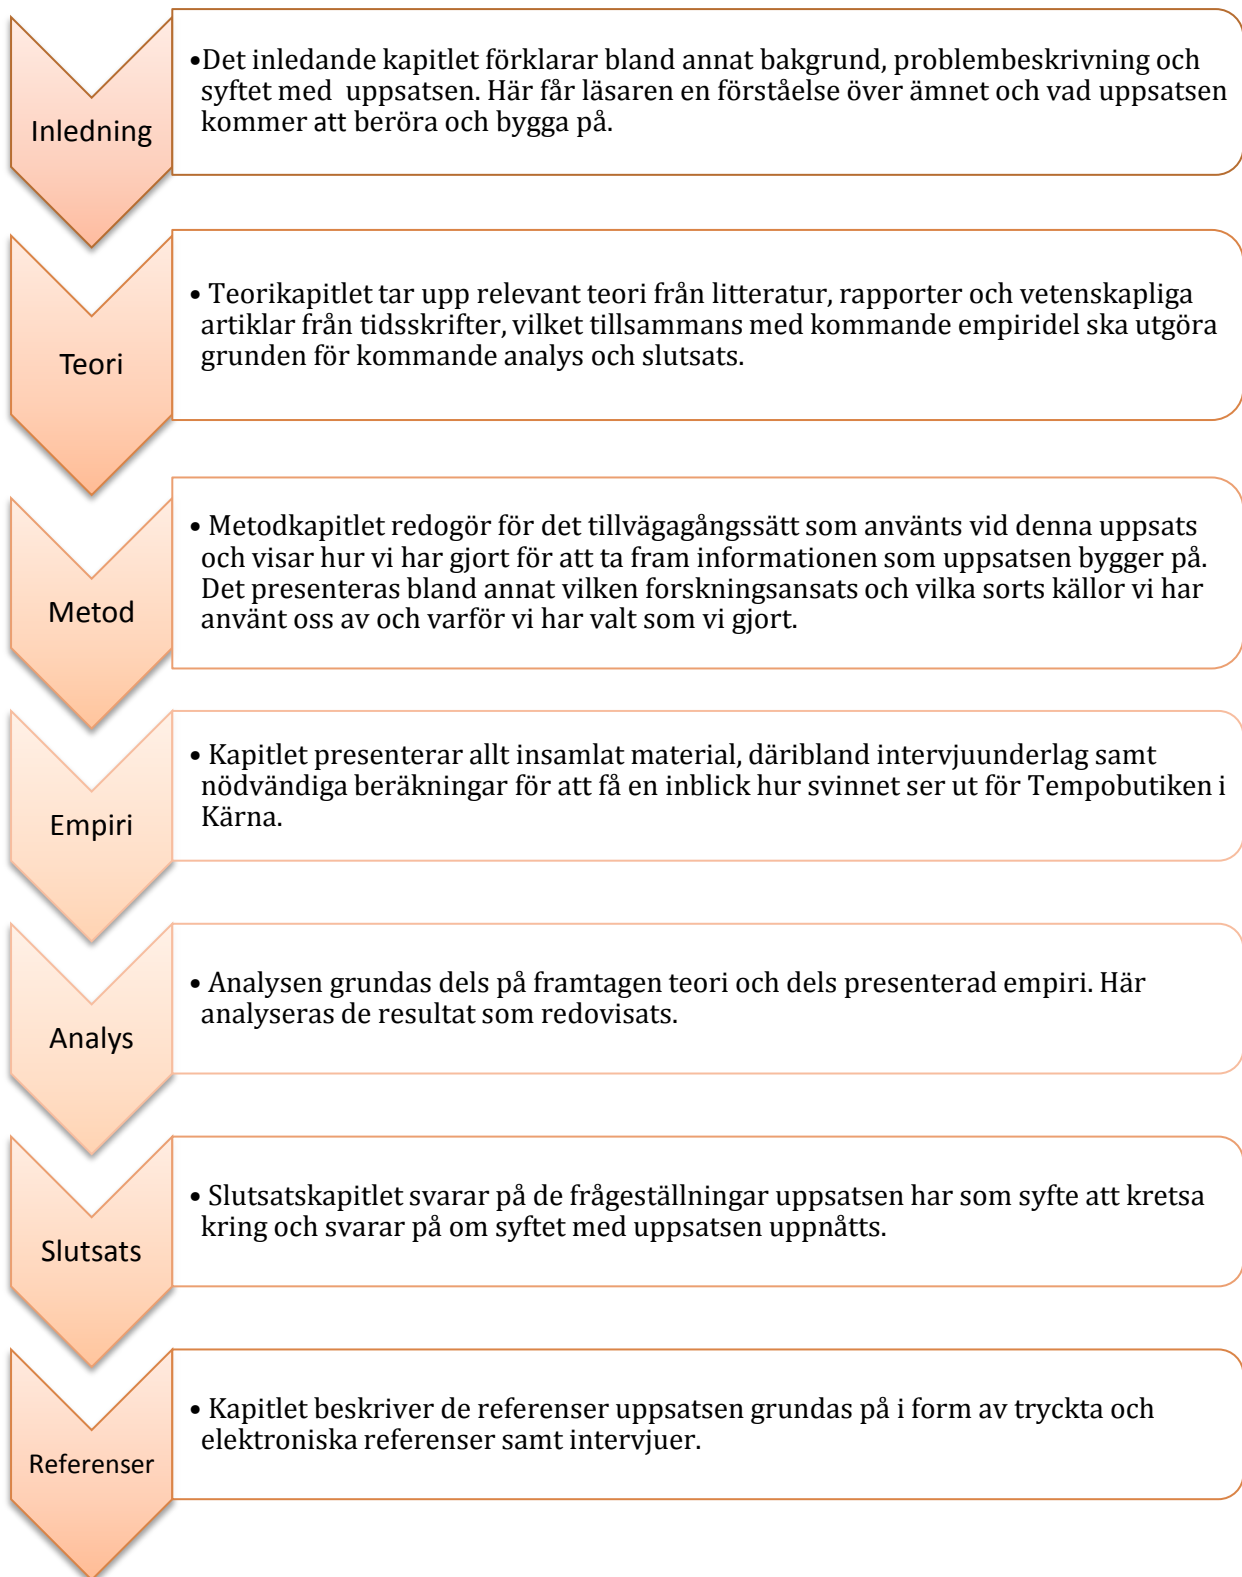 Inledning
•Det inledande kapitlet förklarar bland annat bakgrund, problembeskrivning och
syftet med  uppsatsen. Här får läsaren en förståelse över ämnet och vad uppsatsen
kommer att beröra och bygga på.
Teori
• Teorikapitlet tar upp relevant teori från litteratur, rapporter och vetenskapliga
artiklar från tidsskrifter, vilket tillsammans med kommande empiridel ska utgöra
grunden för kommande analys och slutsats.
Metod
• Metodkapitlet redogör för det tillvägagångssätt som använts vid denna uppsats
och visar hur vi har gjort för att ta fram informationen som uppsatsen bygger på.
Det presenteras bland annat vilken forskningsansats och vilka sorts källor vi har
använt oss av och varför vi har valt som vi gjort.
Empiri
• Kapitlet presenterar allt insamlat material, däribland intervjuunderlag samt
nödvändiga beräkningar för att få en inblick hur svinnet ser ut för Tempobutiken i
Kärna.
Analys
• Analysen grundas dels på framtagen teori och dels presenterad empiri. Här
analyseras de resultat som redovisats.
Slutsats
• Slutsatskapitlet svarar på de frågeställningar uppsatsen har som syfte att kretsa
kring och svarar på om syftet med uppsatsen uppnåtts.
Referenser
• Kapitlet beskriver de referenser uppsatsen grundas på i form av tryckta och
elektroniska referenser samt intervjuer.